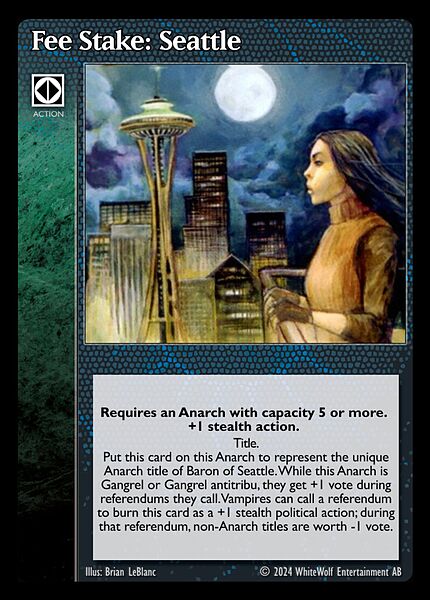 Fee Stake: Seattle
ACTION
Requires an Anarch with capacity 5 or more.
+1 stealth action.
Title.
Put this card on this Anarch to represent the unique
Anarch title of Baron of Seattle. While this Anarch is
Gangrel or Gangrel antitribu, they get +1 vote during
referendums they call. Vampires can call a referendum
to burn this card as a +1 stealth political action; during
that referendum, non-Anarch titles are worth -1 vote.
Illus: Brian LeBlanc © 2024 WhiteWolf Entertainment AB